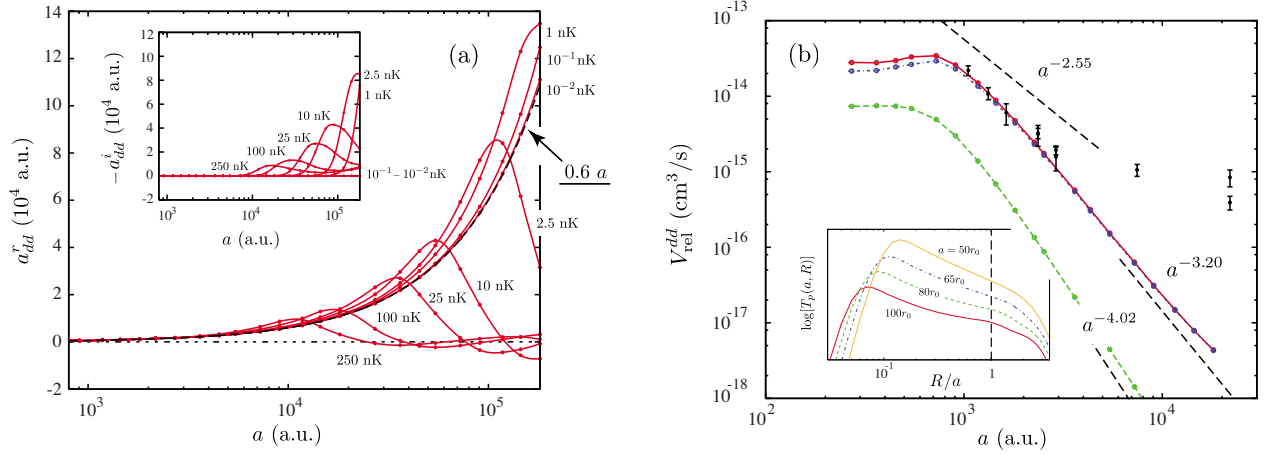 (a)
a^r_dd (10^4 a.u.)
14
12
10
8
6
4
2
0
-2
10^3
10^4
10^5
a (a.u.)
1 nK
10^−1 nK
10^−2 nK
0.6 a
2.5 nK
10 nK
25 nK
100 nK
250 nK
−a^i_dd (10^4 a.u.)
12
10
8
6
4
2
0
-2
10^3
10^4
10^5
a (a.u.)
2.5 nK
1 nK
10 nK
25 nK
100 nK
250 nK
10^−1 − 10^−2 nK
(b)
V^dd_rel (cm^3/s)
10^-13
10^-14
10^-15
10^-16
10^-17
10^-18
10^2
10^3
10^4
a (a.u.)
a^−2.55
a^−3.20
a^−4.02
log[T_p(a, R)]
a = 50r_0
65r_0
80r_0
100r_0
10^-1
1
R/a